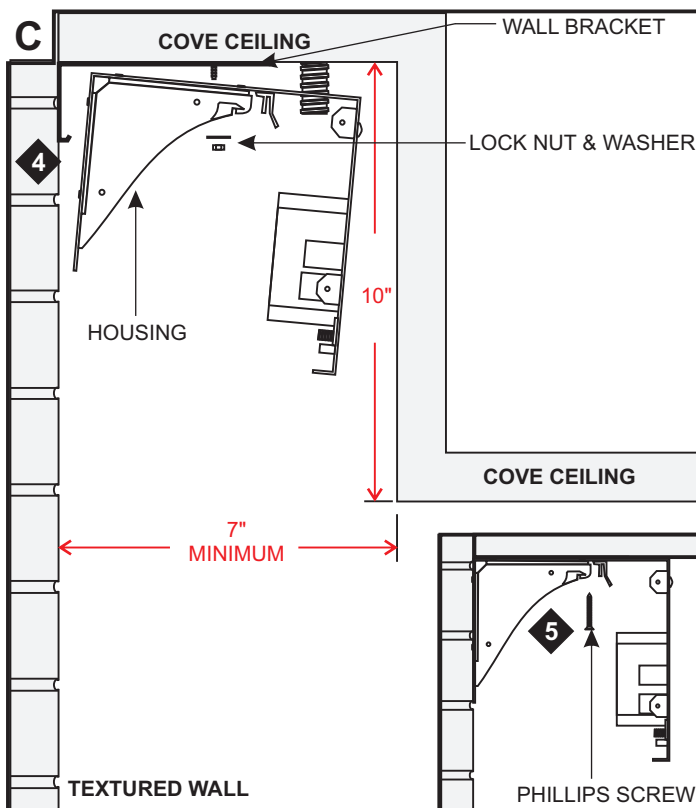 C
COVE CEILING
WALL BRACKET
4
LOCK NUT & WASHER
10"
HOUSING
COVE CEILING
7"
MINIMUM
5
TEXTURED WALL
PHILLIPS SCREW